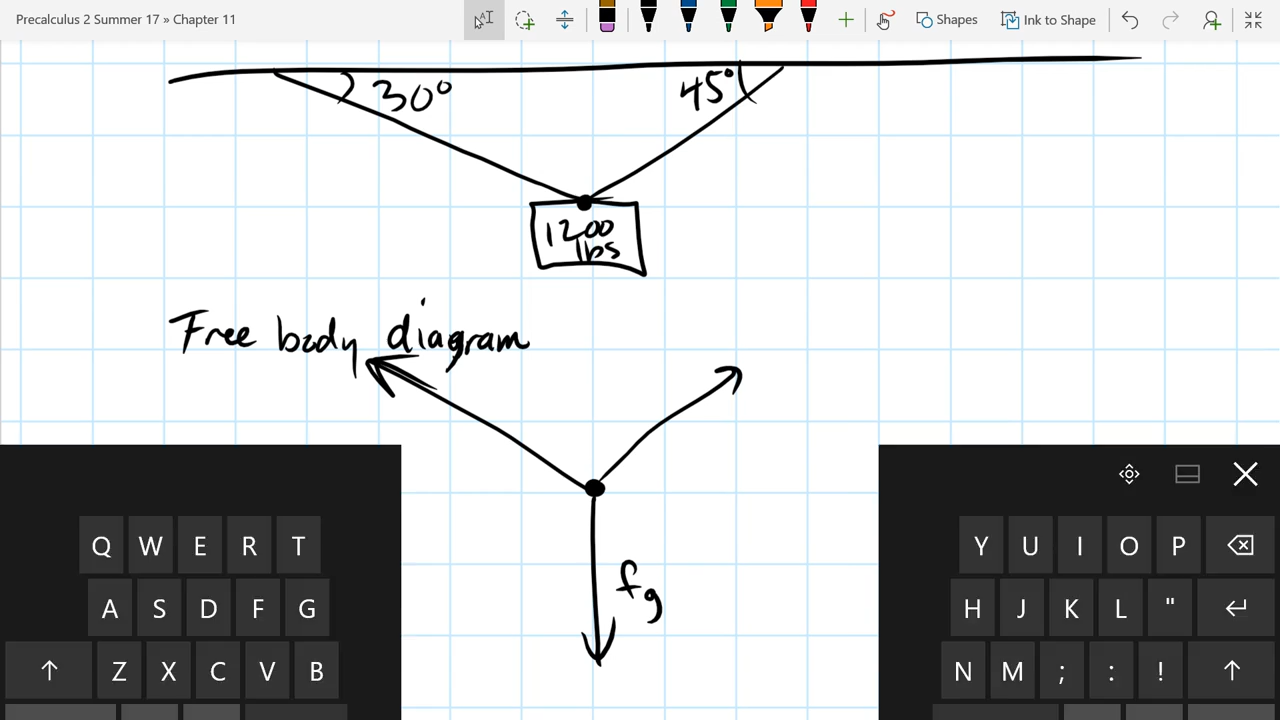 Precalculus 2 Summer 17 » Chapter 11
Shapes
Ink to Shape
30°
45°
1200
lbs
Free body diagram
fg
Q W E R T
Y U I O P
A S D F G
H J K L "
Z X C V B
N M ; : !